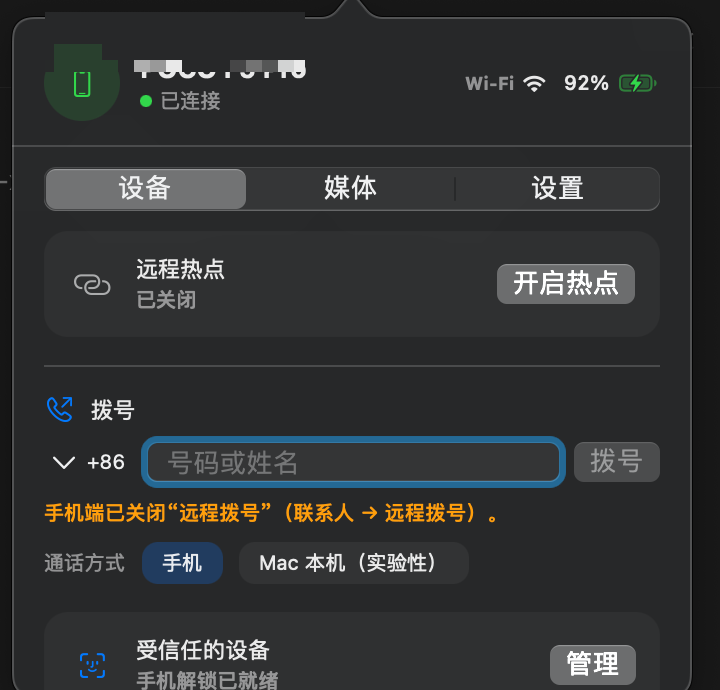 Wi-Fi 92%
已连接
设备 媒体 设置
远程热点
已关闭
开启热点
拨号
+86 号码或姓名 拨号
手机端已关闭“远程拨号”（联系人 → 远程拨号）。
通话方式 手机 Mac 本机（实验性）
受信任的设备
手机解锁已就绪
管理